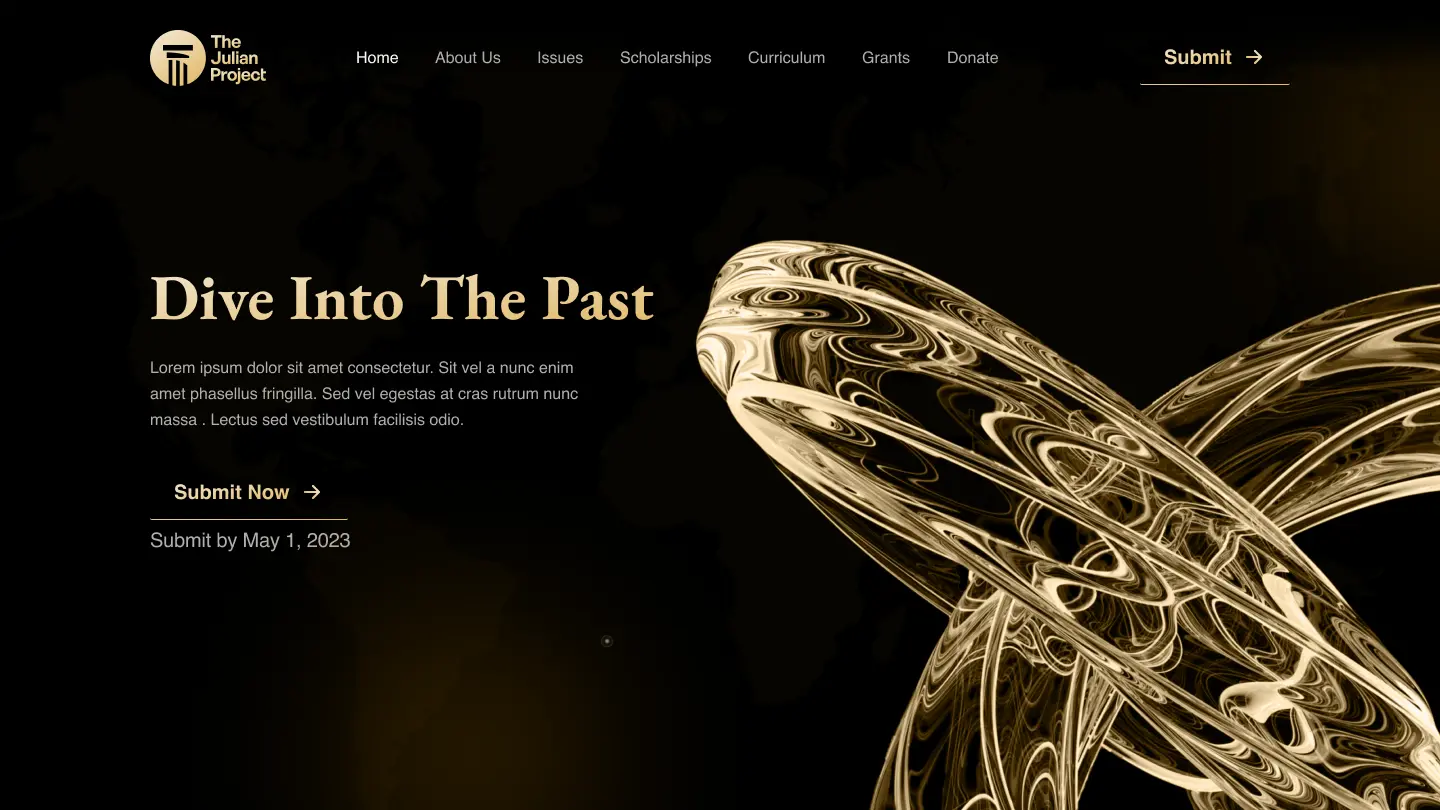 The
Julian
Project
Home About Us Issues Scholarships Curriculum Grants Donate
Submit
Dive Into The Past
Lorem ipsum dolor sit amet consectetur. Sit vel a nunc enim
amet phasellus fringilla. Sed vel egestas at cras rutrum nunc
massa . Lectus sed vestibulum facilisis odio.
Submit Now
Submit by May 1, 2023